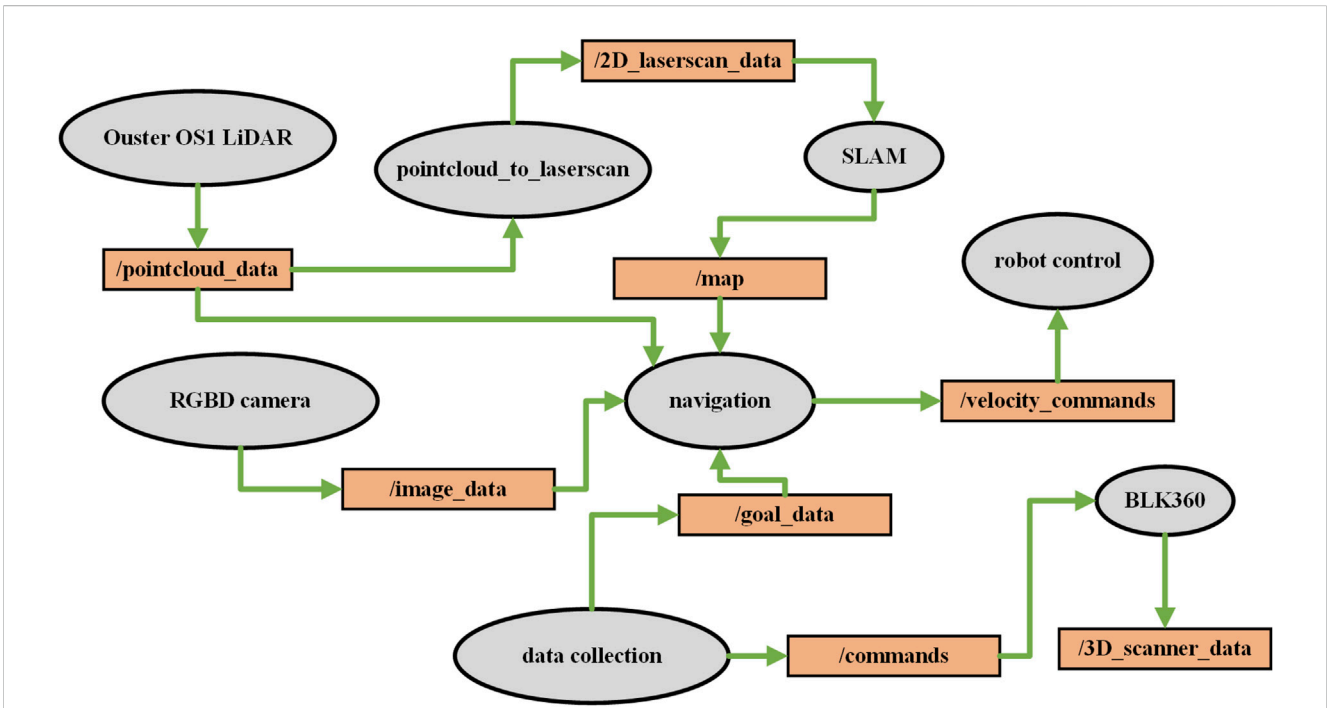 /2D_laserscan_data
Ouster OS1 LiDAR
pointcloud_to_laserscan
SLAM
/pointcloud_data
/map
robot control
RGBD camera
navigation
/velocity_commands
/image_data
/goal_data
BLK360
data collection
/commands
/3D_scanner_data